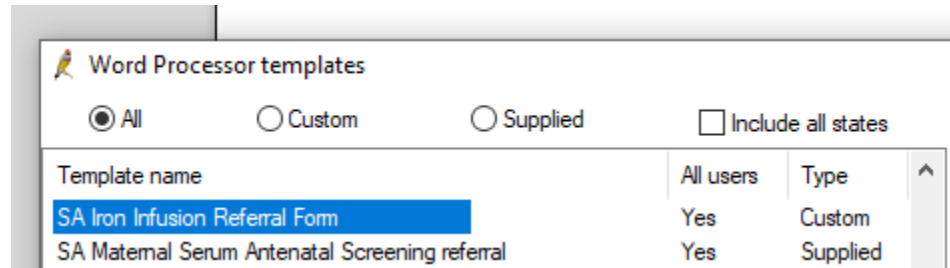 Word Processor templates
All Custom Supplied Include all states
Template name All users Type
SA Iron Infusion Referral Form Yes Custom
SA Maternal Serum Antenatal Screening referral Yes Supplied